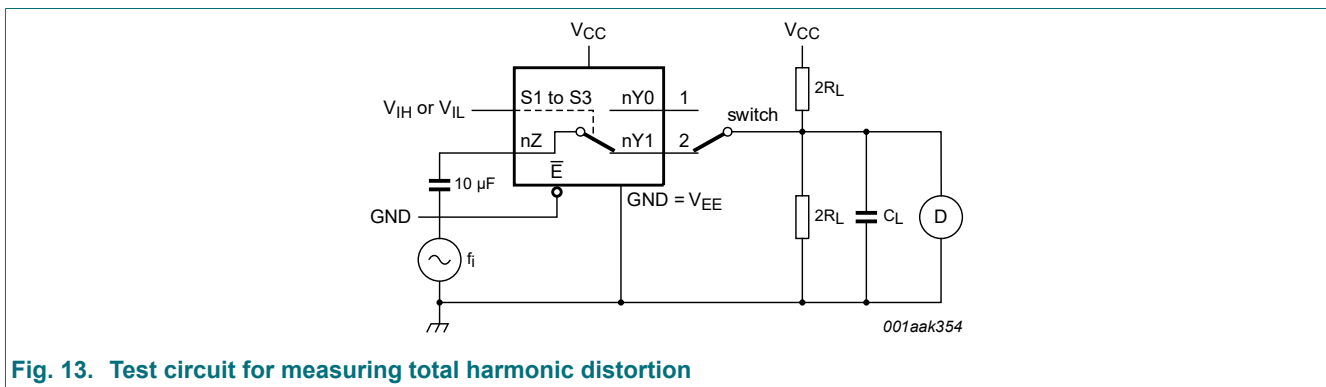 VCC
VCC
S1 to S3
nY0
1
2RL
VIH or VIL
switch
nZ
nY1
2
E̅
10 µF
GND = VEE
GND
2RL
CL
D
fi
001aak354
Fig. 13. Test circuit for measuring total harmonic distortion